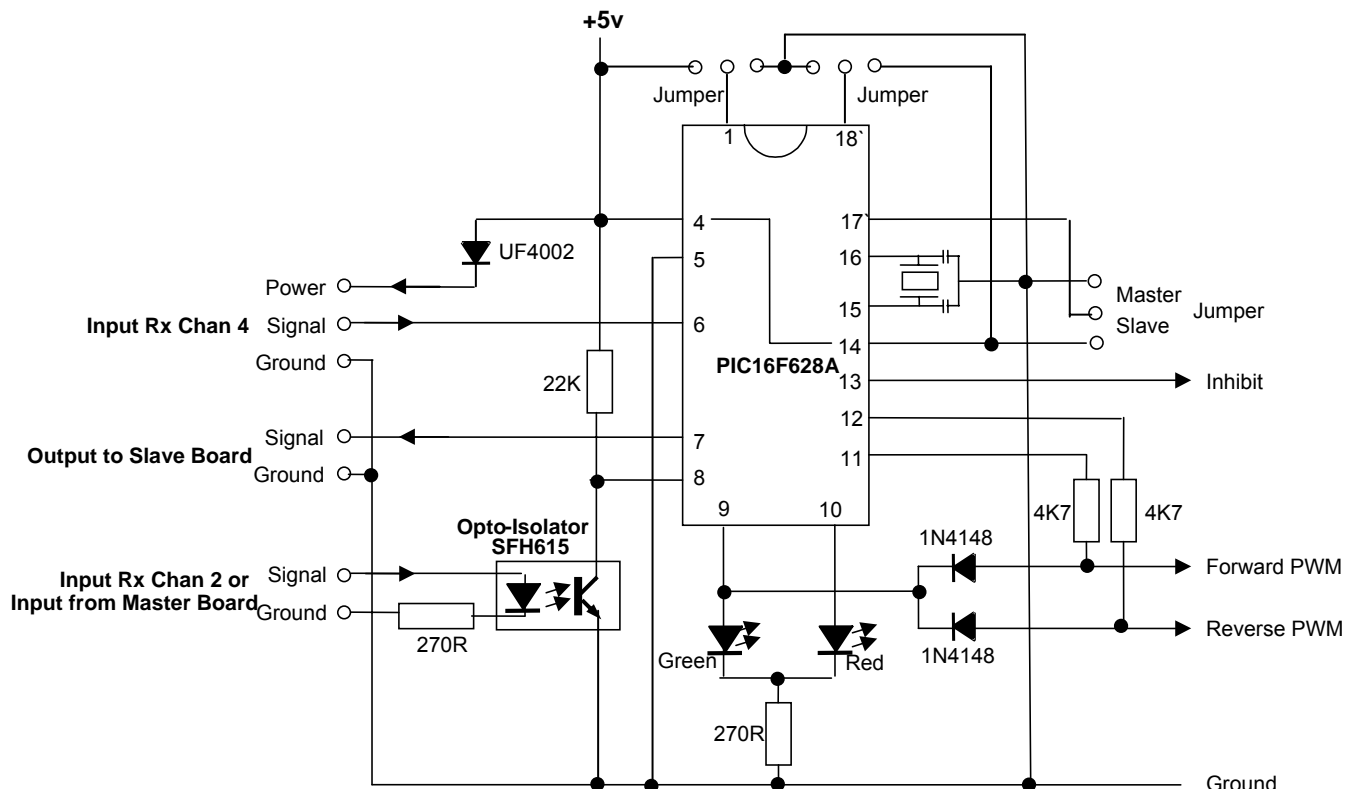 +5v
Jumper
Jumper
1
18`
4
17`
UF4002
5
16
Power
Master
Jumper
15
Input Rx Chan 4
Signal
6
Slave
14
Ground
PIC16F628A
22K
13
Inhibit
12
Signal
7
Output to Slave Board
11
Ground
8
9
10
4K7
4K7
Opto-Isolator
SFH615
1N4148
Input Rx Chan 2 or
Signal
Forward PWM
Input from Master Board
Ground
Reverse PWM
270R
1N4148
Green
Red
270R
Ground